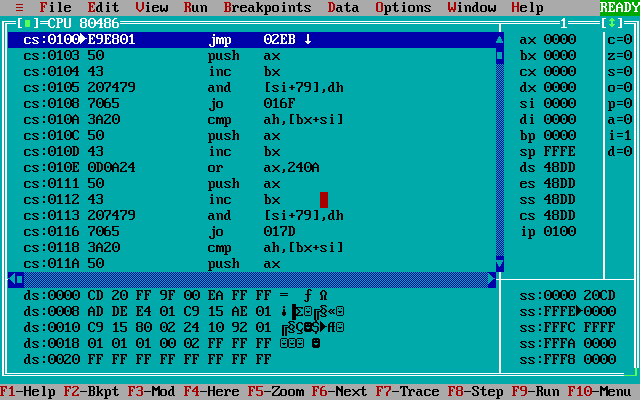 ≡ File Edit View Run Breakpoints Data Options Window Help READY
[■]=CPU 80486 1=[↕]
cs:0100►E9E801 jmp 02EB ↓ ax 0000 c=0
cs:0103 50 push ax bx 0000 z=0
cs:0104 43 inc bx cx 0000 s=0
cs:0105 207479 and [si+79],dh dx 0000 o=0
cs:0108 7065 jo 016F si 0000 p=0
cs:010A 3A20 cmp ah,[bx+si] di 0000 a=0
cs:010C 50 push ax bp 0000 i=1
cs:010D 43 inc bx sp FFFE d=0
cs:010E 0D0A24 or ax,240A ds 48DD
cs:0111 50 push ax es 48DD
cs:0112 43 inc bx ss 48DD
cs:0113 207479 and [si+79],dh cs 48DD
cs:0116 7065 jo 017D ip 0100
cs:0118 3A20 cmp ah,[bx+si]
cs:011A 50 push ax
ds:0000 CD 20 FF 9F 00 EA FF FF = ƒ Ω ss:0000 20CD
ds:0008 AD DE E4 01 C9 15 AE 01 ¡▐Σ☺╔§«☺ ss:FFFE►0000
ds:0010 C9 15 80 02 24 10 92 01 ╔§Ç☻$►Æ☺ ss:FFFC FFFF
ds:0018 01 01 01 00 02 FF FF FF ☺☺☺ ☻ ss:FFFA 0000
ds:0020 FF FF FF FF FF FF FF FF ss:FFF8 0000
F1-Help F2-Bkpt F3-Mod F4-Here F5-Zoom F6-Next F7-Trace F8-Step F9-Run F10-Menu